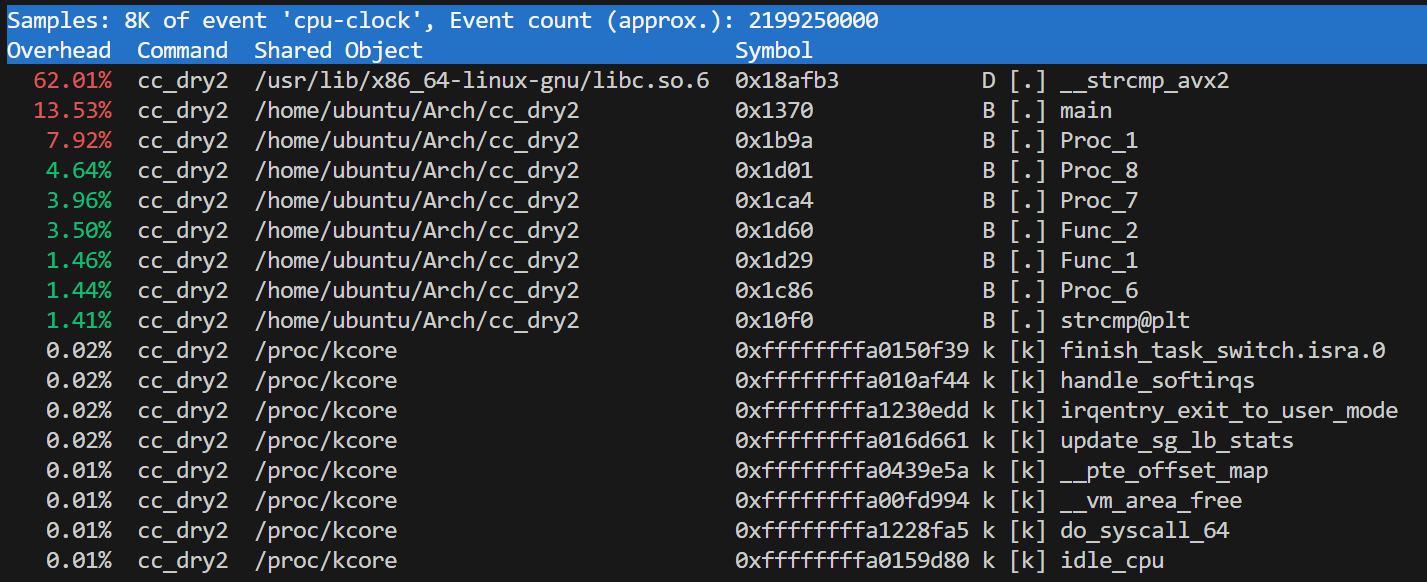 Samples: 8K of event 'cpu-clock', Event count (approx.): 2199250000
Overhead  Command  Shared Object                        Symbol
  62.01%  cc_dry2  /usr/lib/x86_64-linux-gnu/libc.so.6  0x18afb3           D [.] __strcmp_avx2
  13.53%  cc_dry2  /home/ubuntu/Arch/cc_dry2            0x1370             B [.] main
   7.92%  cc_dry2  /home/ubuntu/Arch/cc_dry2            0x1b9a             B [.] Proc_1
   4.64%  cc_dry2  /home/ubuntu/Arch/cc_dry2            0x1d01             B [.] Proc_8
   3.96%  cc_dry2  /home/ubuntu/Arch/cc_dry2            0x1ca4             B [.] Proc_7
   3.50%  cc_dry2  /home/ubuntu/Arch/cc_dry2            0x1d60             B [.] Func_2
   1.46%  cc_dry2  /home/ubuntu/Arch/cc_dry2            0x1d29             B [.] Func_1
   1.44%  cc_dry2  /home/ubuntu/Arch/cc_dry2            0x1c86             B [.] Proc_6
   1.41%  cc_dry2  /home/ubuntu/Arch/cc_dry2            0x10f0             B [.] strcmp@plt
   0.02%  cc_dry2  /proc/kcore                          0xffffffffa0150f39 k [k] finish_task_switch.isra.0
   0.02%  cc_dry2  /proc/kcore                          0xffffffffa010af44 k [k] handle_softirqs
   0.02%  cc_dry2  /proc/kcore                          0xffffffffa1230edd k [k] irqentry_exit_to_user_mode
   0.02%  cc_dry2  /proc/kcore                          0xffffffffa016d661 k [k] update_sg_lb_stats
   0.01%  cc_dry2  /proc/kcore                          0xffffffffa0439e5a k [k] __pte_offset_map
   0.01%  cc_dry2  /proc/kcore                          0xffffffffa00fd994 k [k] __vm_area_free
   0.01%  cc_dry2  /proc/kcore                          0xffffffffa1228fa5 k [k] do_syscall_64
   0.01%  cc_dry2  /proc/kcore                          0xffffffffa0159d80 k [k] idle_cpu